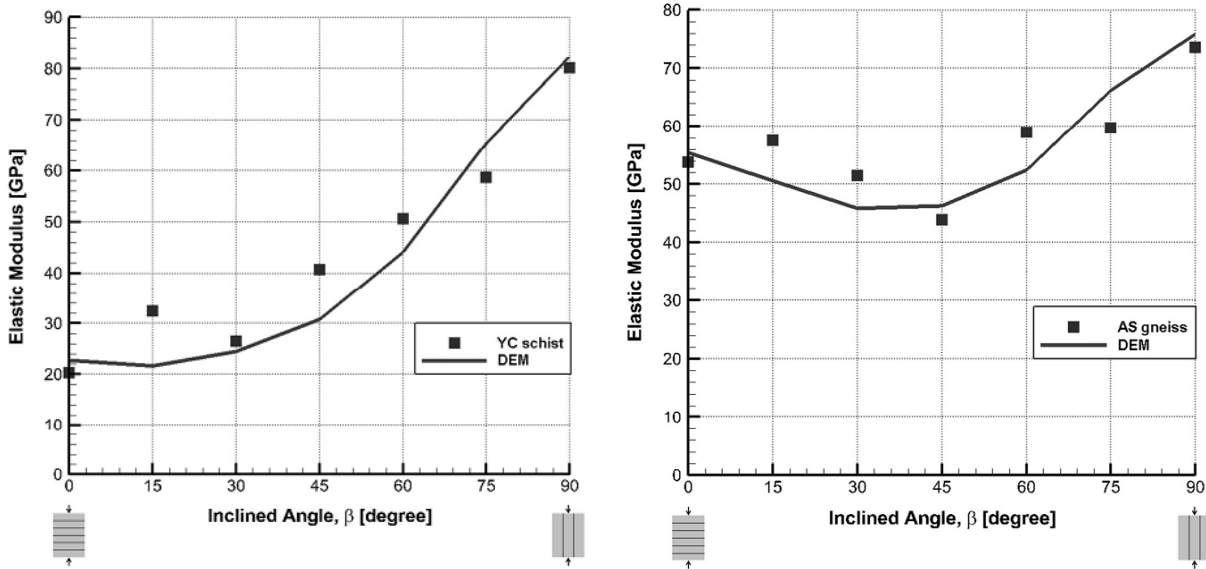 90
80
70
60
50
40
30
20
10
0
Elastic Modulus [GPa]
YC schist
DEM
0 15 30 45 60 75 90
Inclined Angle, β [degree]
80
70
60
50
40
30
20
10
0
Elastic Modulus [GPa]
AS gneiss
DEM
0 15 30 45 60 75 90
Inclined Angle, β [degree]